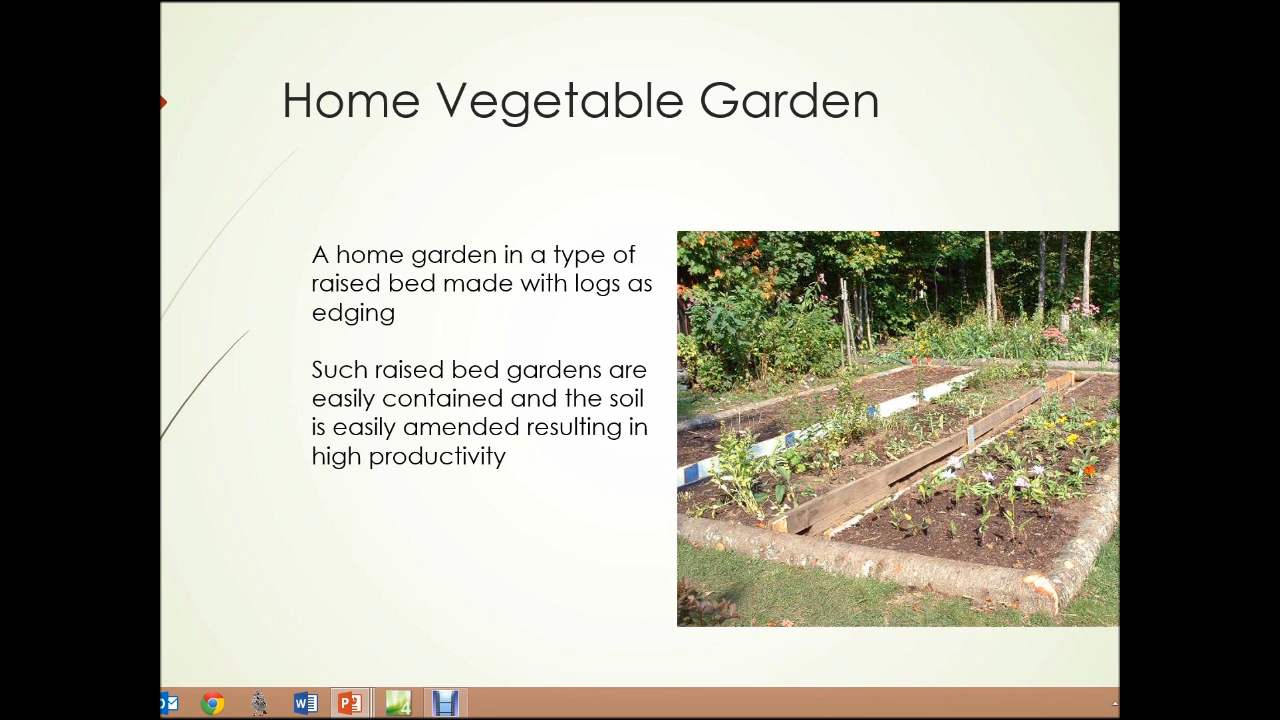 Home Vegetable Garden
A home garden in a type of
raised bed made with logs as
edging
Such raised bed gardens are
easily contained and the soil
is easily amended resulting in
high productivity